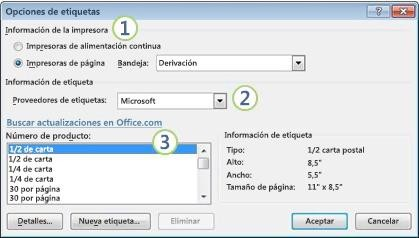 Opciones de etiquetas
Información de la impresora
1
Impresoras de alimentación continua
Impresoras de página Bandeja: Derivación
Información de etiqueta
Proveedores de etiquetas: Microsoft
2
Buscar actualizaciones en Office.com
Número de producto:
3
1/2 de carta
1/2 de carta
1/4 de carta
1/4 de carta
30 por página
30 por página
Información de etiqueta
Tipo: 1/2 carta postal
Alto: 8,5"
Ancho: 5,5"
Tamaño de página: 11" x 8,5"
Detalles... Nueva etiqueta... Eliminar Aceptar Cancelar